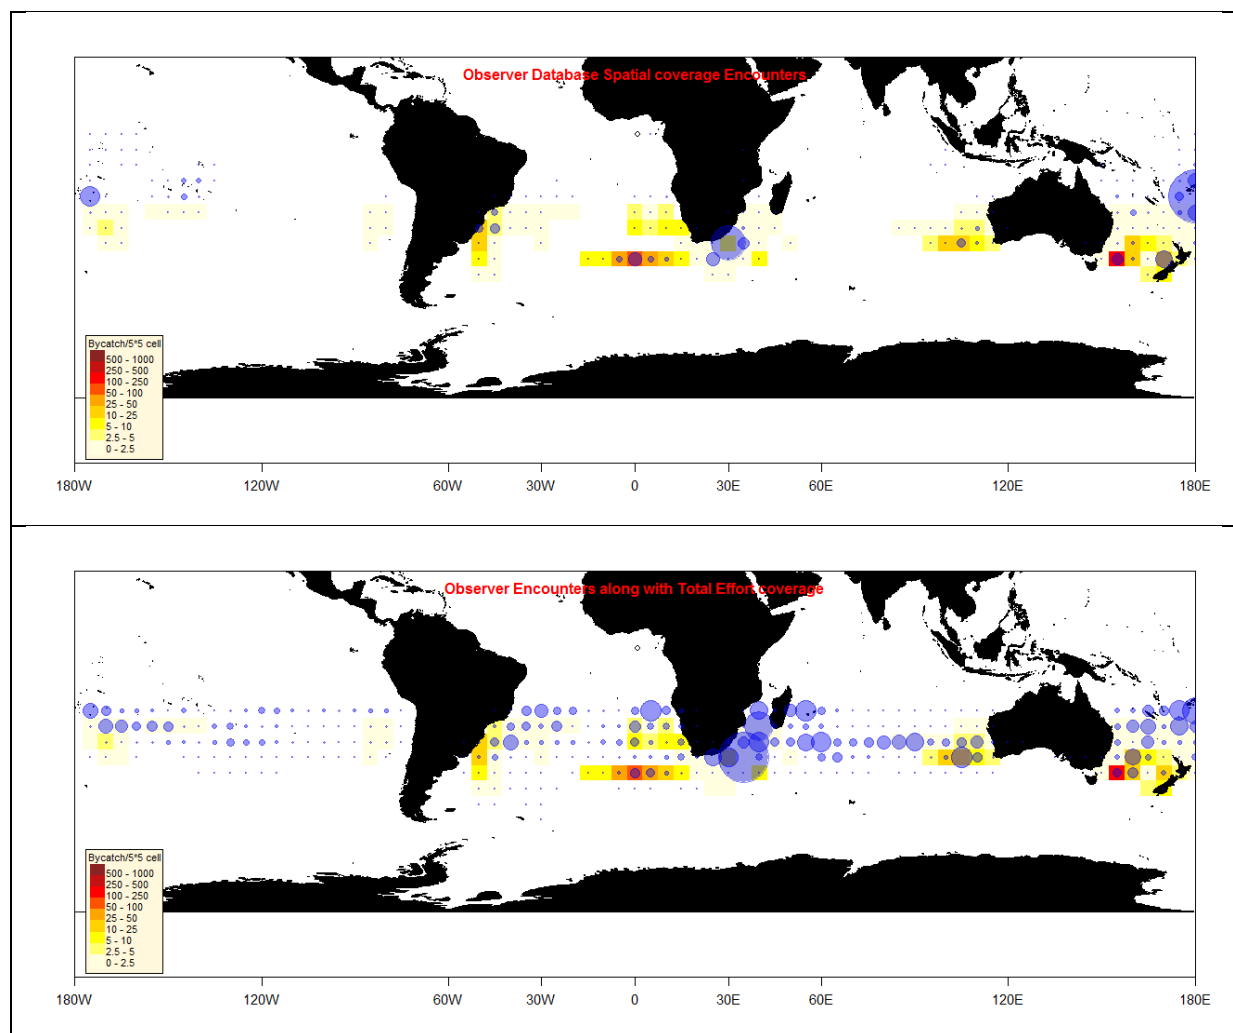 Observer Database Spatial coverage Encounters
Bycatch/5*5 cell
500 - 1000
250 - 500
100 - 250
50 - 100
25 - 50
10 - 25
5 - 10
2.5 - 5
0 - 2.5
180W 120W 60W 30W 0 30E 60E 120E 180E
Observer Encounters along with Total Effort coverage
Bycatch/5*5 cell
500 - 1000
250 - 500
100 - 250
50 - 100
25 - 50
10 - 25
5 - 10
2.5 - 5
0 - 2.5
180W 120W 60W 30W 0 30E 60E 120E 180E